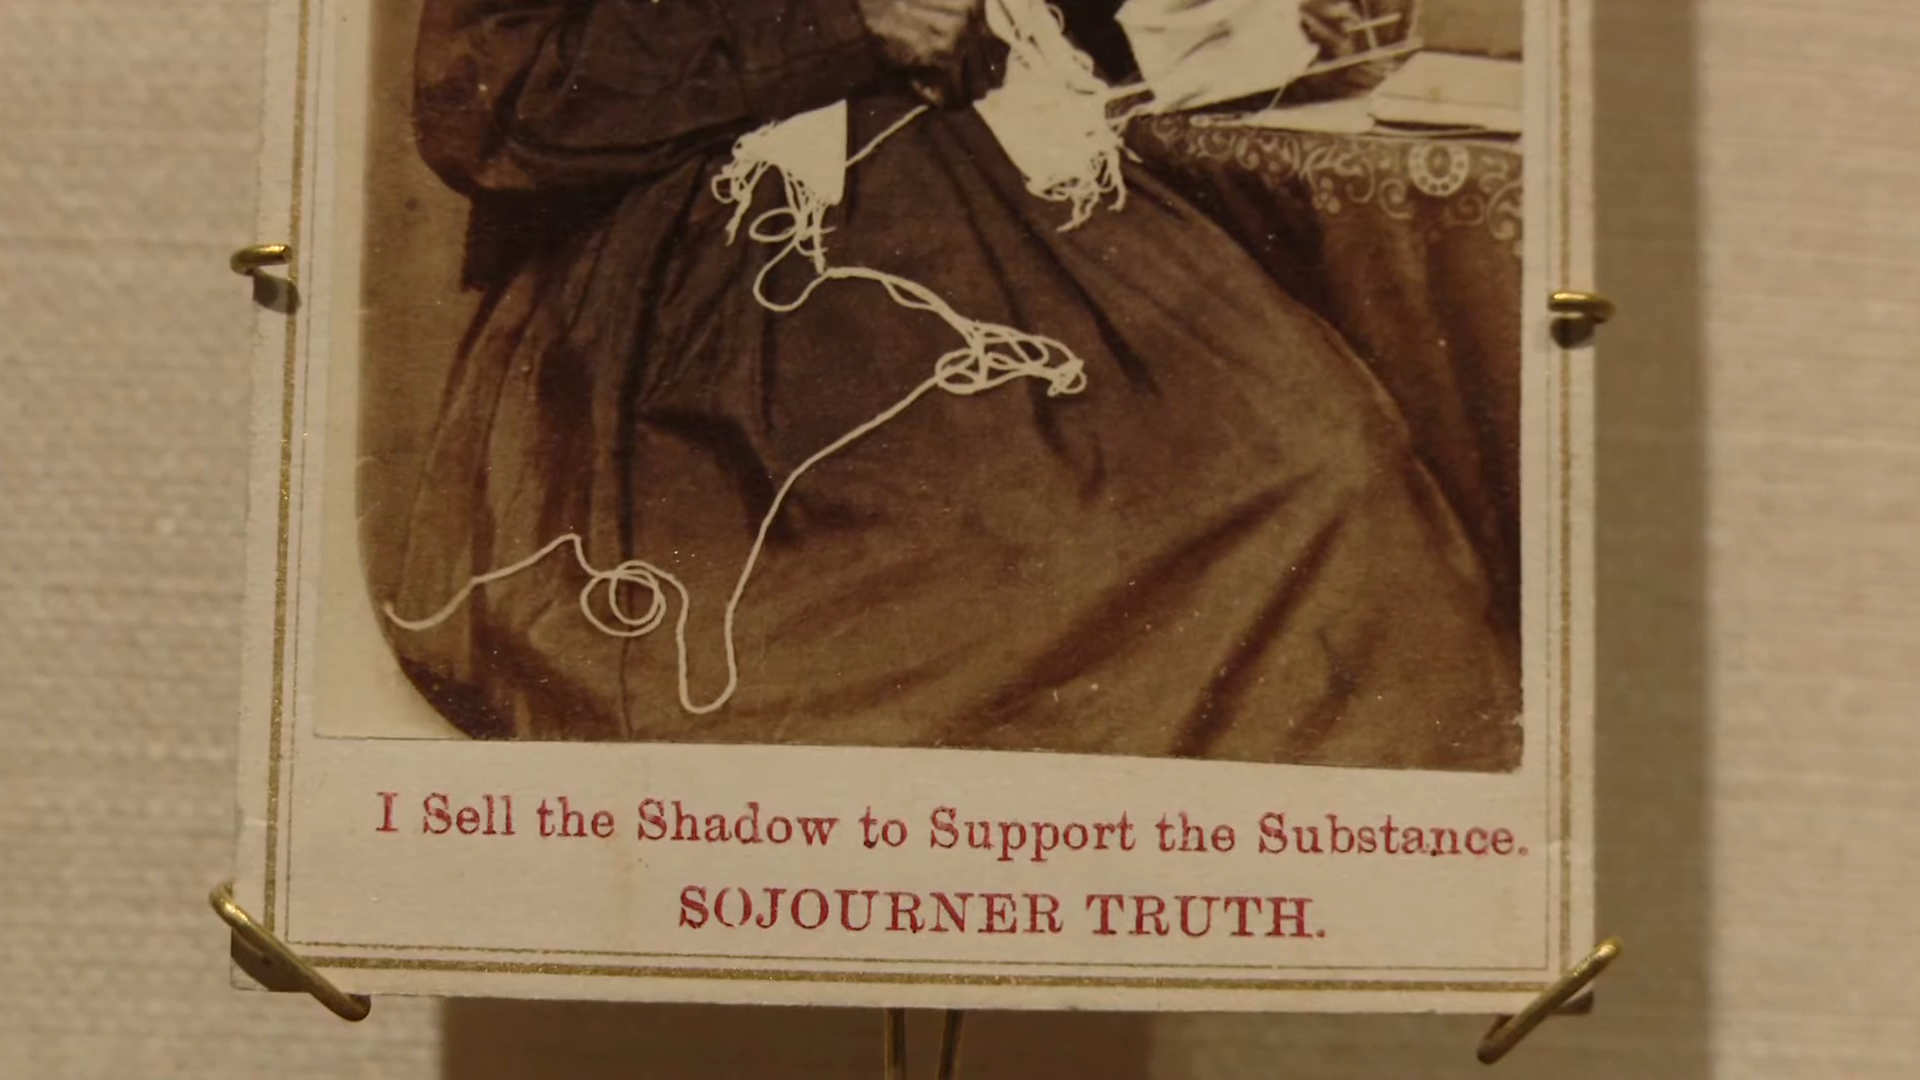 I Sell the Shadow to Support the Substance.
SOJOURNER TRUTH.